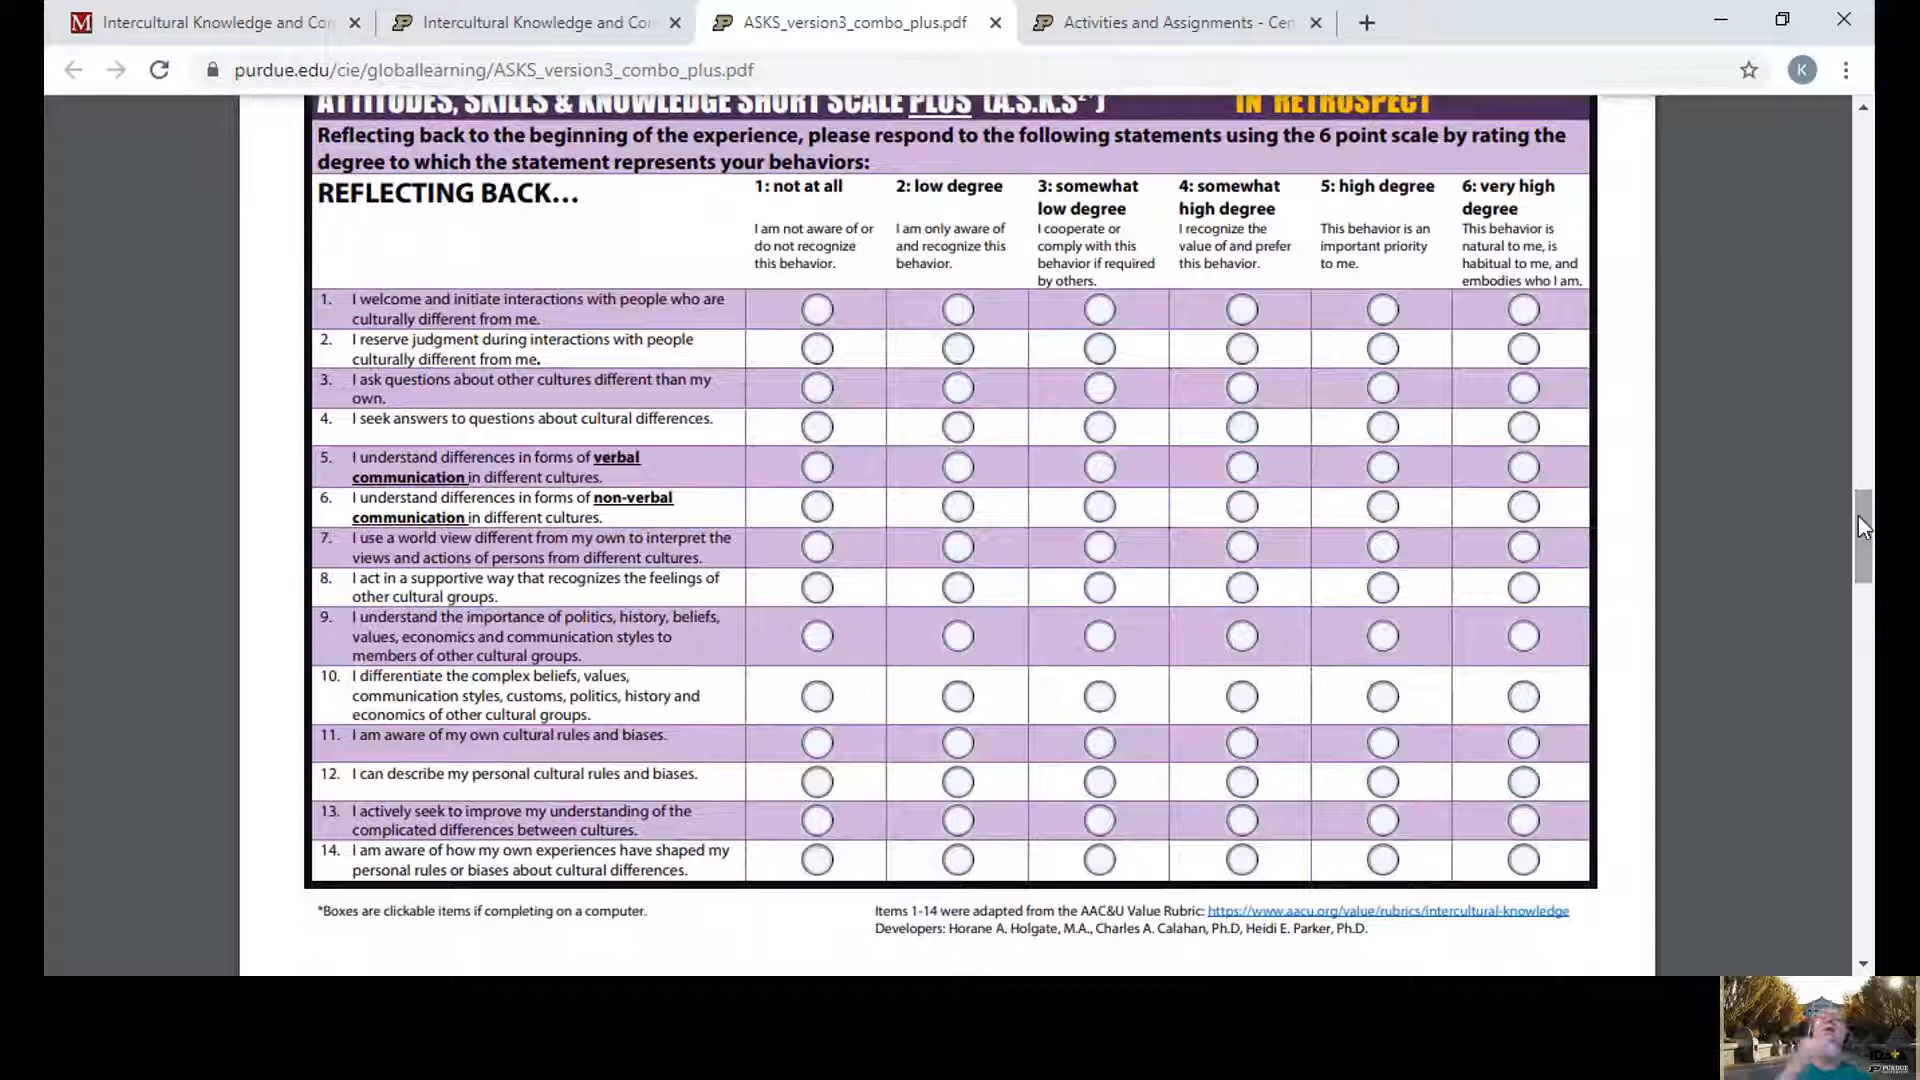 Intercultural Knowledge and Con
Intercultural Knowledge and Co
ASKS_version3_combo_plus.pdf
Activities and Assignments - Cen
purdue.edu/cie/globallearning/ASKS_version3_combo_plus.pdf
K
ATTITUDES, SKILLS & KNOWLEDGE SHORT SCALE PLUS (A.S.K.S²⁺) IN RETROSPECT
Reflecting back to the beginning of the experience, please respond to the following statements using the 6 point scale by rating the
degree to which the statement represents your behaviors:
REFLECTING BACK...
1: not at all
I am not aware of or
do not recognize
this behavior.
2: low degree
I am only aware of
and recognize this
behavior.
3: somewhat
low degree
I cooperate or
comply with this
behavior if required
by others.
4: somewhat
high degree
I recognize the
value of and prefer
this behavior.
5: high degree
This behavior is an
important priority
to me.
6: very high
degree
This behavior is
natural to me, is
habitual to me, and
embodies who I am.
1. I welcome and initiate interactions with people who are
culturally different from me.
2. I reserve judgment during interactions with people
culturally different from me.
3. I ask questions about other cultures different than my
own.
4. I seek answers to questions about cultural differences.
5. I understand differences in forms of verbal
communication in different cultures.
6. I understand differences in forms of non-verbal
communication in different cultures.
7. I use a world view different from my own to interpret the
views and actions of persons from different cultures.
8. I act in a supportive way that recognizes the feelings of
other cultural groups.
9. I understand the importance of politics, history, beliefs,
values, economics and communication styles to
members of other cultural groups.
10. I differentiate the complex beliefs, values,
communication styles, customs, politics, history and
economics of other cultural groups.
11. I am aware of my own cultural rules and biases.
12. I can describe my personal cultural rules and biases.
13. I actively seek to improve my understanding of the
complicated differences between cultures.
14. I am aware of how my own experiences have shaped my
personal rules or biases about cultural differences.
*Boxes are clickable items if completing on a computer.
Items 1-14 were adapted from the AAC&U Value Rubric: https://www.aacu.org/value/rubrics/intercultural-knowledge
Developers: Horane A. Holgate, M.A., Charles A. Calahan, Ph.D, Heidi E. Parker, Ph.D.
PURDUE